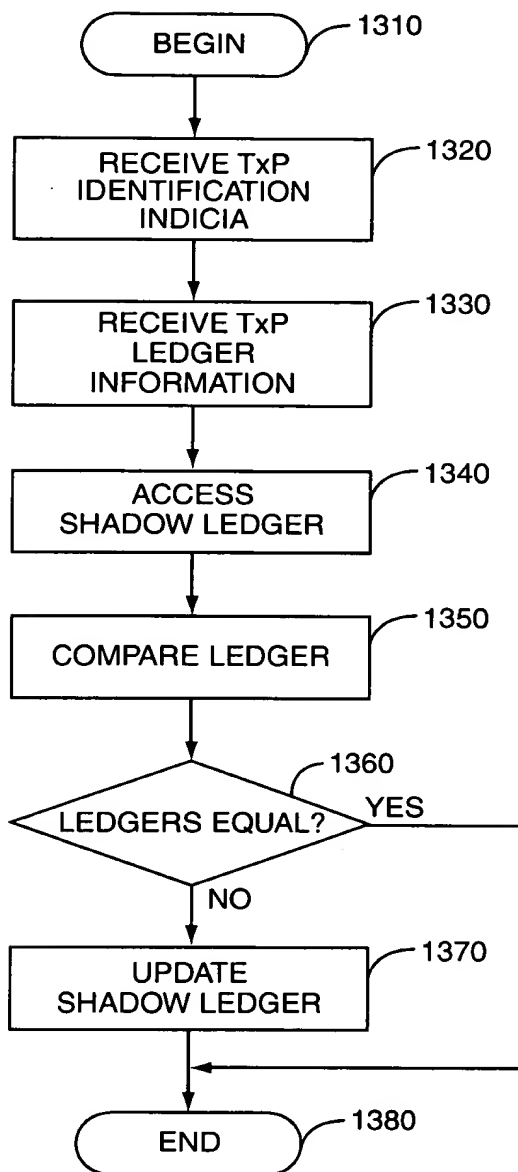 BEGIN
1310
RECEIVE TxP
IDENTIFICATION
INDICIA
1320
RECEIVE TxP
LEDGER
INFORMATION
1330
ACCESS
SHADOW LEDGER
1340
COMPARE LEDGER
1350
LEDGERS EQUAL?
1360
YES
NO
UPDATE
SHADOW LEDGER
1370
END
1380